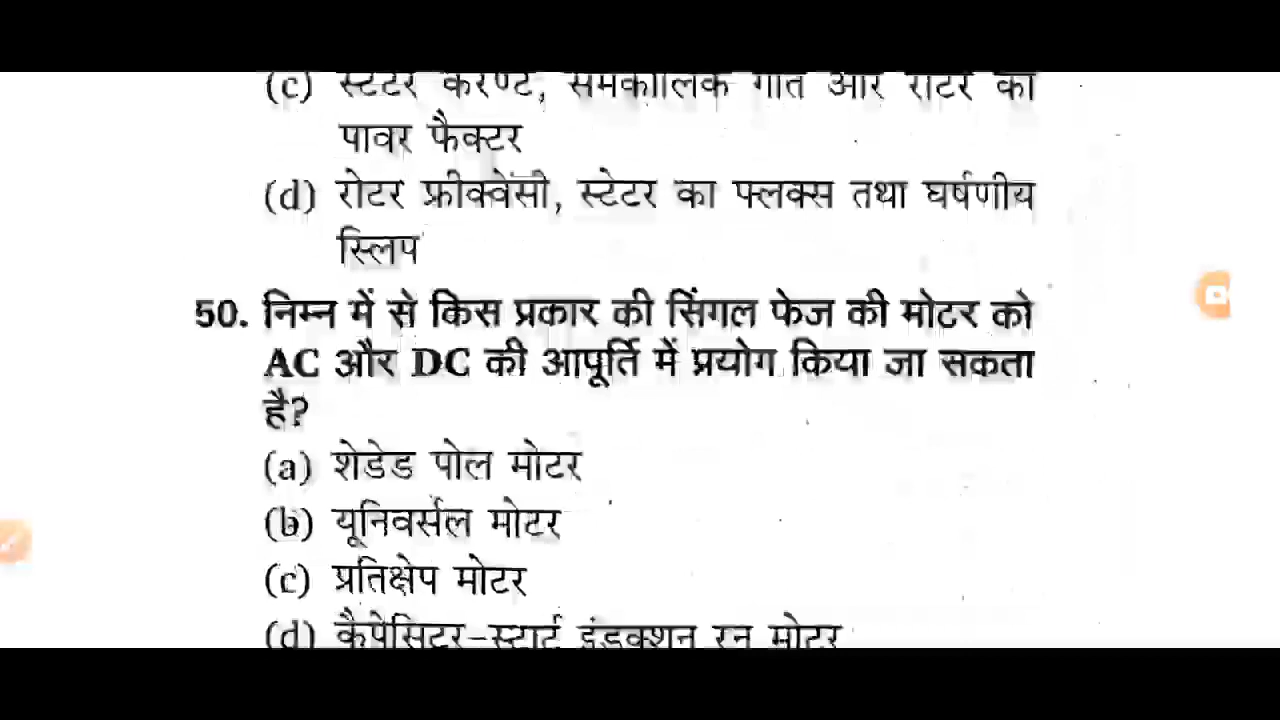 (c) स्टेटर करण्ट, समकालिक गति और रोटर का
पावर फैक्टर
(d) रोटर फ्रीक्वेंसी, स्टेटर का फ्लक्स तथा घर्षणीय
स्लिप
50. निम्न में से किस प्रकार की सिंगल फेज की मोटर को
AC और DC की आपूर्ति में प्रयोग किया जा सकता
है?
(a) शेडेड पोल मोटर
(b) यूनिवर्सल मोटर
(c) प्रतिक्षेप मोटर
(d) कैपेसिटर-स्टार्ट इंडक्शन रन मोटर